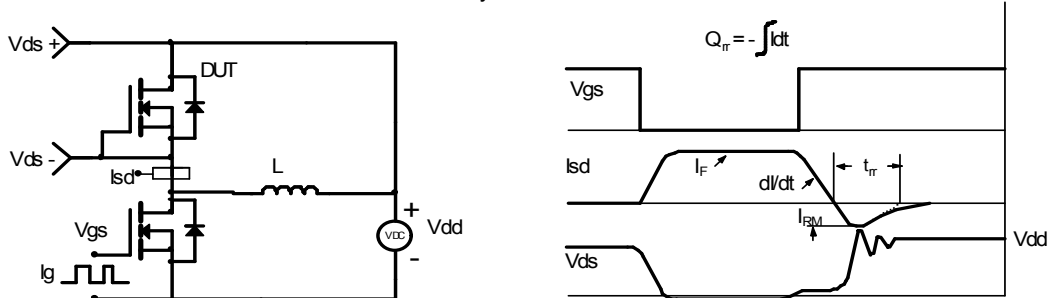 Vds +
DUT
Vds -
Isd
L
Vgs
Ig
+
VDC
-
Vdd
Qrr = - ∫Idt
Vgs
Isd
IF
dI/dt
trr
IRM
Vds
Vdd